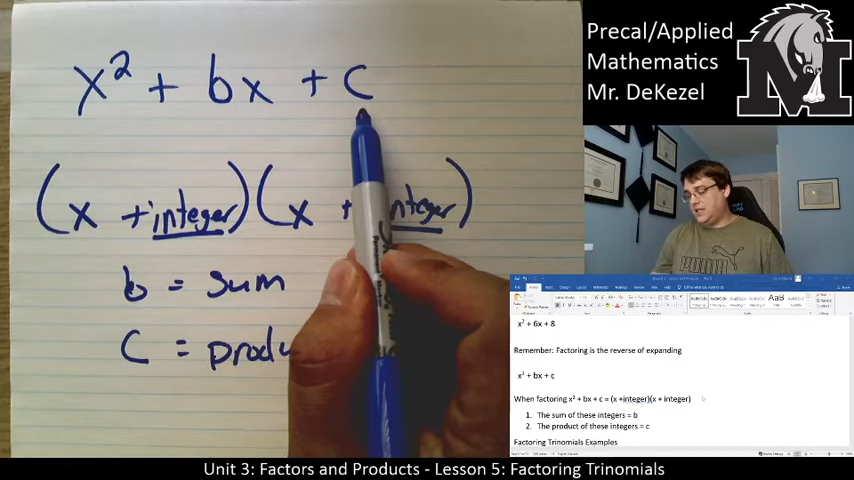 x² + bx + c
(x + integer)(x + integer)
b = sum
c = produ
Precal/Applied
Mathematics
Mr. DeKezel
M
x² + 6x + 8
Remember: Factoring is the reverse of expanding
x² + bx + c
When factoring x² + bx + c = (x +integer)(x + integer)
1. The sum of these integers = b
2. The product of these integers = c
Factoring Trinomials Examples
Unit 3: Factors and Products - Lesson 5: Factoring Trinomials